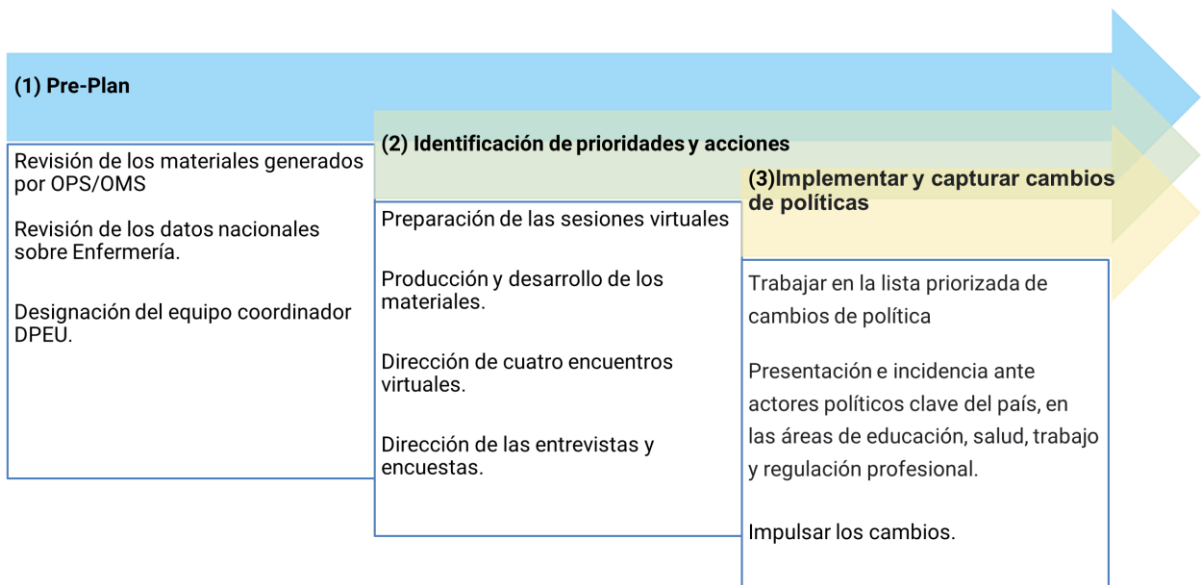 (1) Pre-Plan
Revisión de los materiales generados
por OPS/OMS
Revisión de los datos nacionales
sobre Enfermería.
Designación del equipo coordinador
DPEU.
(2) Identificación de prioridades y acciones
Preparación de las sesiones virtuales
Producción y desarrollo de los
materiales.
Dirección de cuatro encuentros
virtuales.
Dirección de las entrevistas y
encuestas.
(3)Implementar y capturar cambios
de políticas
Trabajar en la lista priorizada de
cambios de política
Presentación e incidencia ante
actores políticos clave del país, en
las áreas de educación, salud, trabajo
y regulación profesional.
Impulsar los cambios.